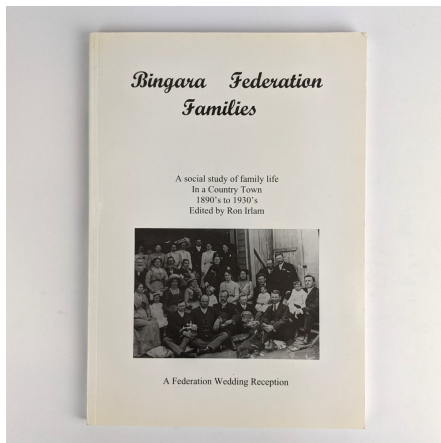 Bingara Federation
Families
A social study of family life
In a Country Town
1890's to 1930's
Edited by Ron Irlam
A Federation Wedding Reception